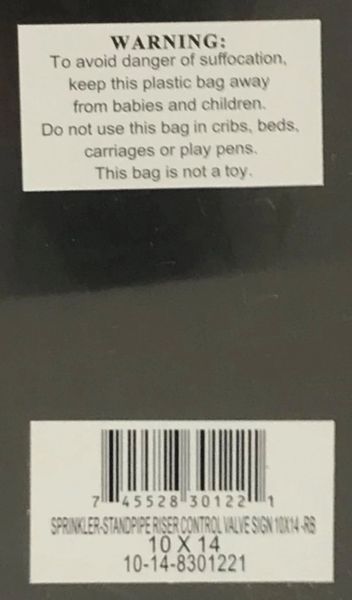 WARNING:
To avoid danger of suffocation,
keep this plastic bag away
from babies and children.
Do not use this bag in cribs, beds,
carriages or play pens.
This bag is not a toy.
7 45528 30122 1
SPRINKLER-STANDPIPE RISER CONTROL VALVE SIGN 10X14 -RB
10 X 14
10-14-8301221